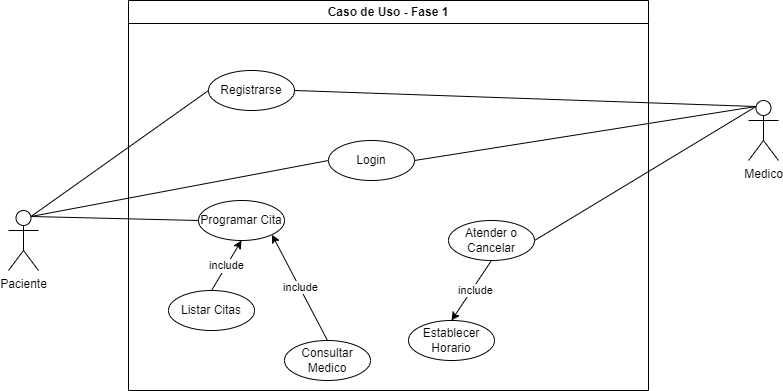 Caso de Uso - Fase 1
Registrarse
Login
Medico
Programar Cita
Atender o
Cancelar
Paciente
include
include
include
Listar Citas
Establecer
Horario
Consultar
Medico